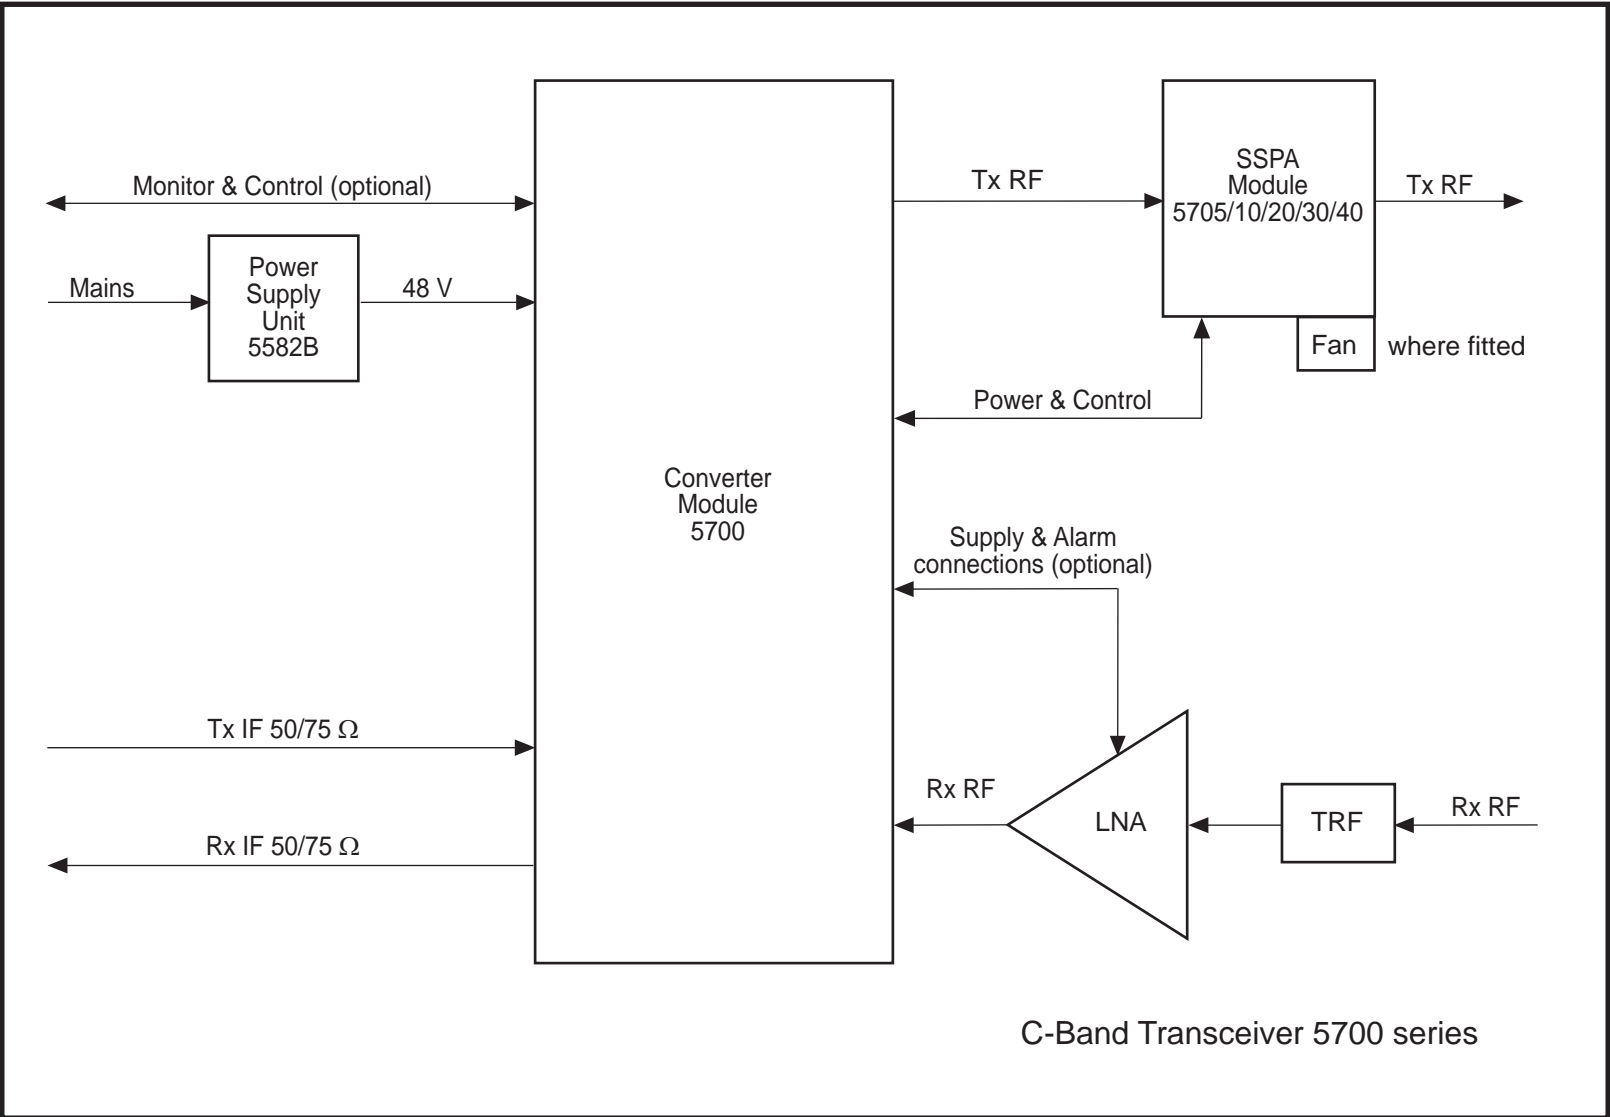 Monitor & Control (optional)
Mains
Power
Supply
Unit
5582B
48 V
Tx IF 50/75 Ω
Rx IF 50/75 Ω
Converter
Module
5700
Tx RF
SSPA
Module
5705/10/20/30/40
Tx RF
Fan
where fitted
Power & Control
Supply & Alarm
connections (optional)
Rx RF
LNA
TRF
Rx RF
C-Band Transceiver 5700 series